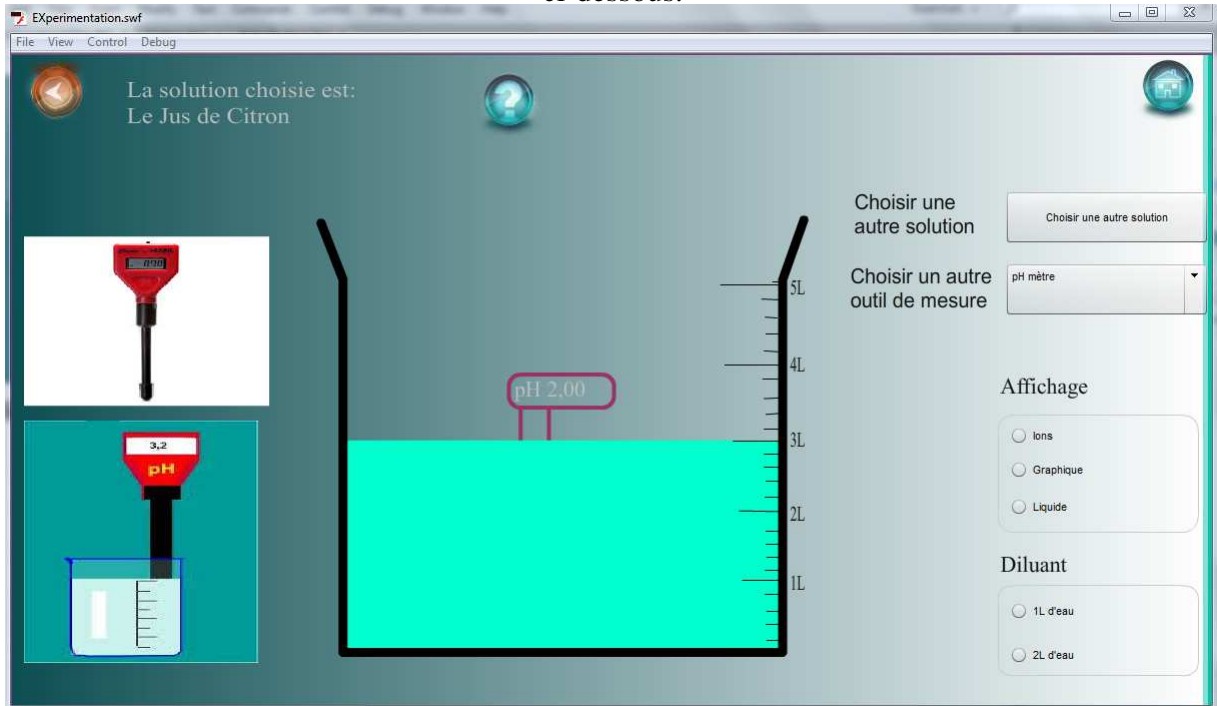 ci-dessous.
EXperimentation.swf
File View Control Debug
La solution choisie est:
Le Jus de Citron
?
Choisir une
autre solution
Choisir une autre solution
Choisir un autre
outil de mesure
pH mètre
5L
4L
3L
2L
1L
pH 2,00
3,2
pH
Affichage
Ions
Graphique
Liquide
Diluant
1L d'eau
2L d'eau